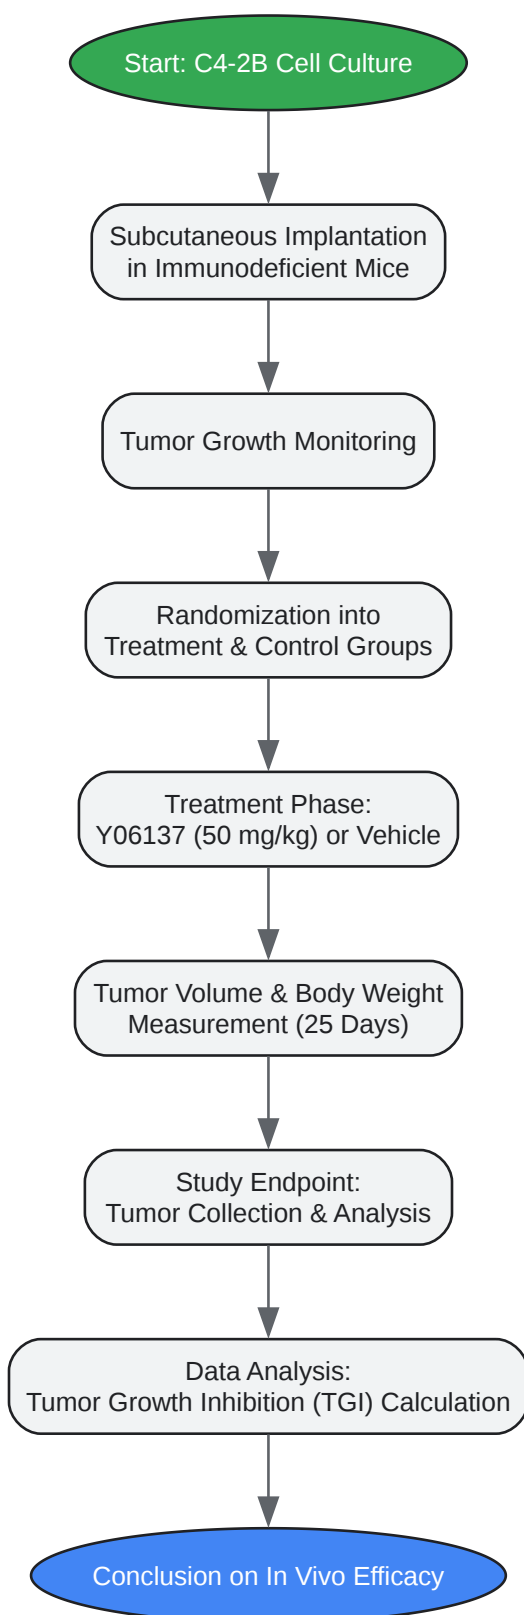 Start: C4-2B Cell Culture
Subcutaneous Implantation
in Immunodeficient Mice
Tumor Growth Monitoring
Randomization into
Treatment & Control Groups
Treatment Phase:
Y06137 (50 mg/kg) or Vehicle
Tumor Volume & Body Weight
Measurement (25 Days)
Study Endpoint:
Tumor Collection & Analysis
Data Analysis:
Tumor Growth Inhibition (TGI) Calculation
Conclusion on In Vivo Efficacy